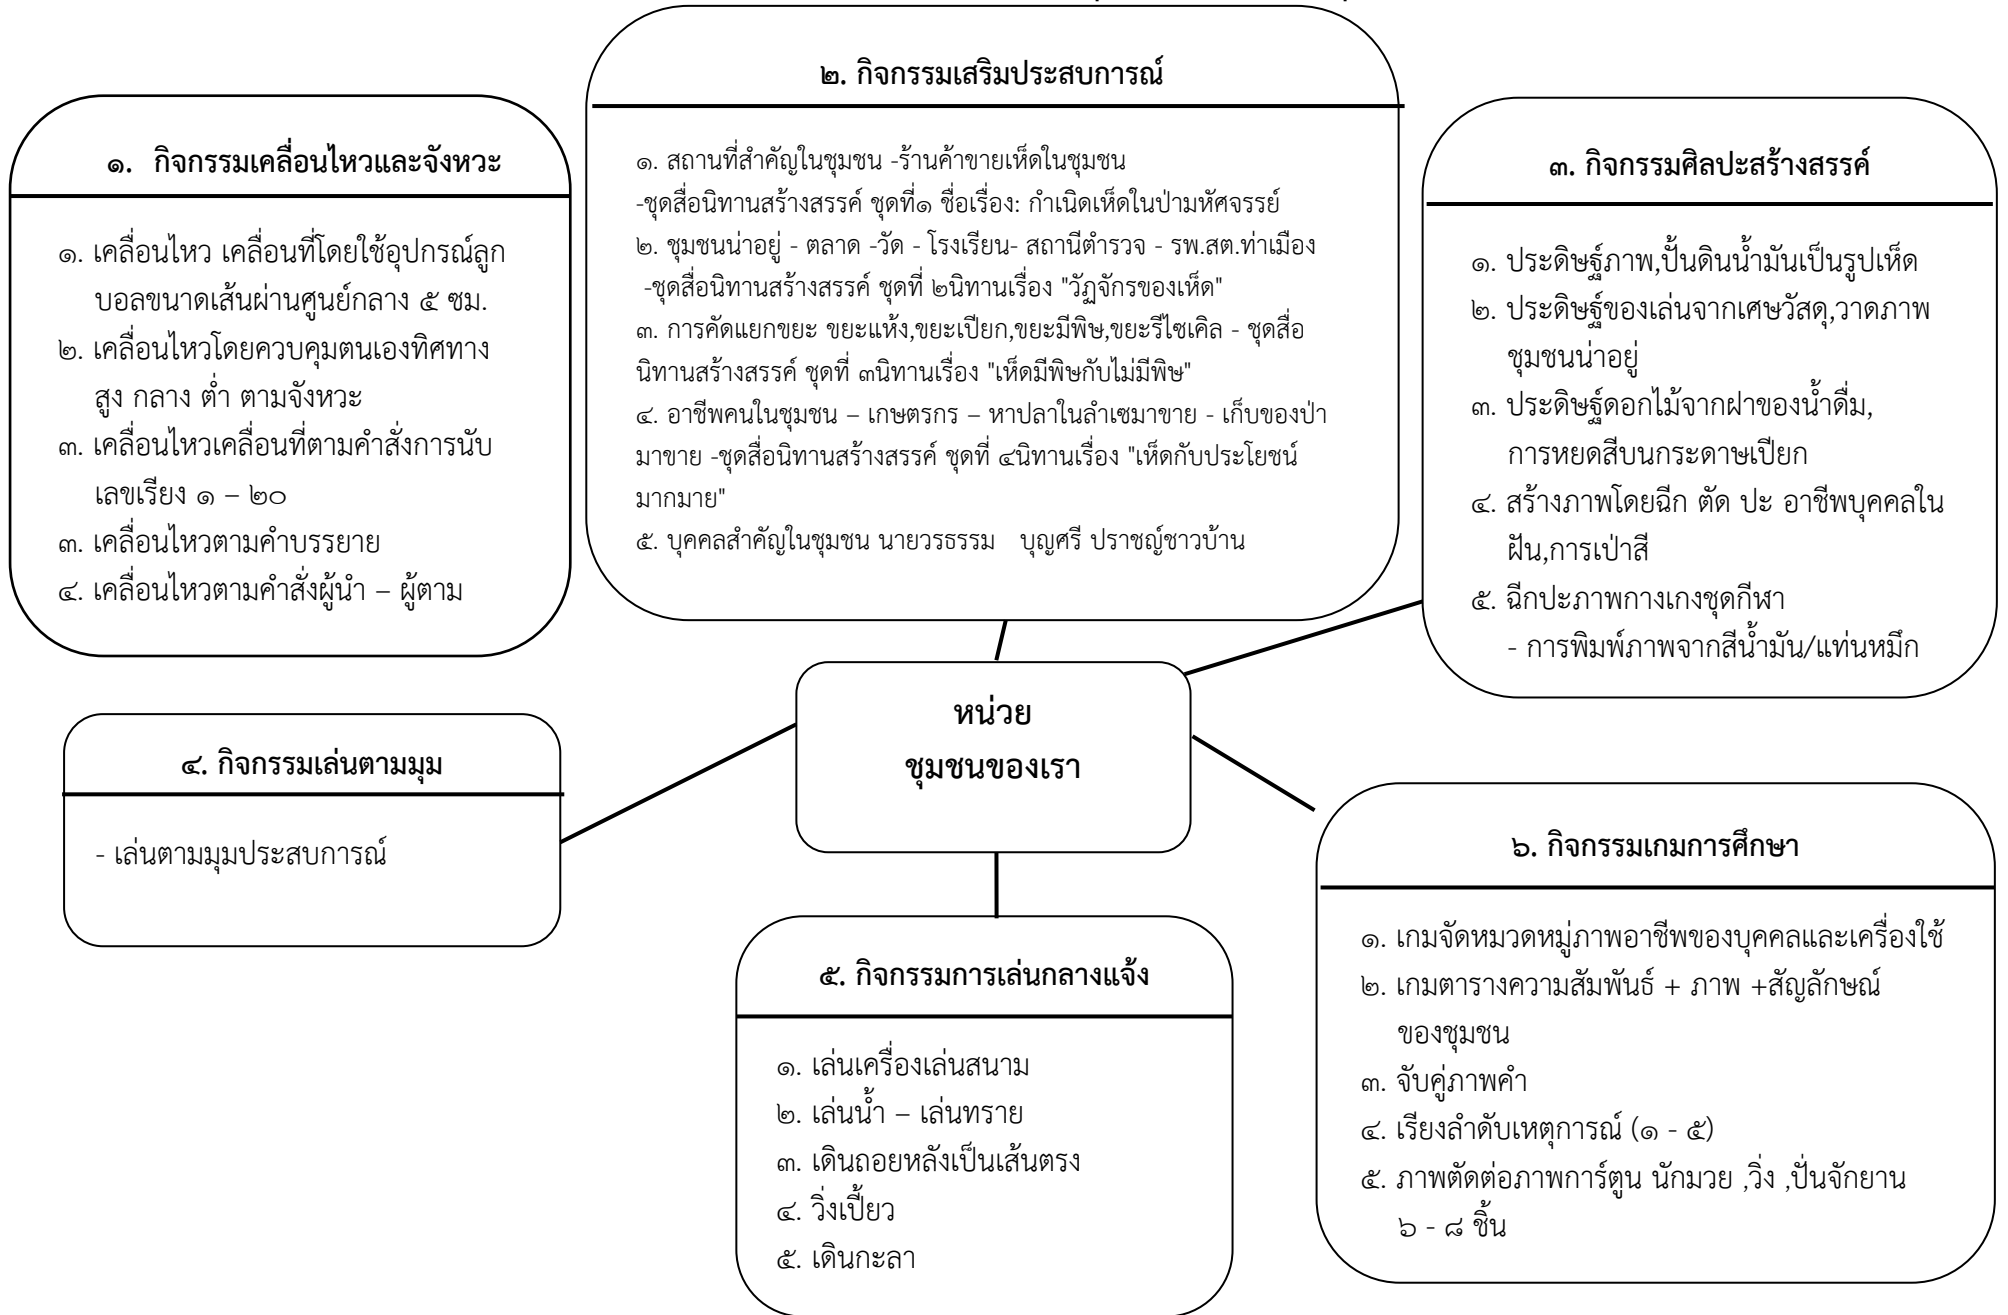 ๑. กิจกรรมเคลื่อนไหวและจังหวะ
๑. เคลื่อนไหว เคลื่อนที่โดยใช้อุปกรณ์ลูก
บอลขนาดเส้นผ่านศูนย์กลาง ๕ ซม.
๒. เคลื่อนไหวโดยควบคุมตนเองทิศทาง
สูง กลาง ต่ำ ตามจังหวะ
๓. เคลื่อนไหวเคลื่อนที่ตามคำสั่งการนับ
เลขเรียง ๑ – ๒๐
๓. เคลื่อนไหวตามคำบรรยาย
๔. เคลื่อนไหวตามคำสั่งผู้นำ – ผู้ตาม
๒. กิจกรรมเสริมประสบการณ์
๑. สถานที่สำคัญในชุมชน -ร้านค้าขายเห็ดในชุมชน
-ชุดสื่อนิทานสร้างสรรค์ ชุดที่๑ ชื่อเรื่อง: กำเนิดเห็ดในป่ามหัศจรรย์
๒. ชุมชนน่าอยู่ - ตลาด -วัด - โรงเรียน- สถานีตำรวจ - รพ.สต.ท่าเมือง
-ชุดสื่อนิทานสร้างสรรค์ ชุดที่ ๒นิทานเรื่อง "วัฏจักรของเห็ด"
๓. การคัดแยกขยะ ขยะแห้ง,ขยะเปียก,ขยะมีพิษ,ขยะรีไซเคิล - ชุดสื่อ
นิทานสร้างสรรค์ ชุดที่ ๓นิทานเรื่อง "เห็ดมีพิษกับไม่มีพิษ"
๔. อาชีพคนในชุมชน – เกษตรกร – หาปลาในลำเซมาขาย - เก็บของป่า
มาขาย -ชุดสื่อนิทานสร้างสรรค์ ชุดที่ ๔นิทานเรื่อง "เห็ดกับประโยชน์
มากมาย"
๕. บุคคลสำคัญในชุมชน นายวรธรรม บุญศรี ปราชญ์ชาวบ้าน
๓. กิจกรรมศิลปะสร้างสรรค์
๑. ประดิษฐ์ภาพ,ปั้นดินน้ำมันเป็นรูปเห็ด
๒. ประดิษฐ์ของเล่นจากเศษวัสดุ,วาดภาพ
ชุมชนน่าอยู่
๓. ประดิษฐ์ดอกไม้จากฝาของน้ำดื่ม,
การหยดสีบนกระดาษเปียก
๔. สร้างภาพโดยฉีก ตัด ปะ อาชีพบุคคลใน
ฝัน,การเป่าสี
๕. ฉีกปะภาพกางเกงชุดกีฬา
- การพิมพ์ภาพจากสีน้ำมัน/แท่นหมึก
หน่วย
ชุมชนของเรา
๔. กิจกรรมเล่นตามมุม
- เล่นตามมุมประสบการณ์
๕. กิจกรรมการเล่นกลางแจ้ง
๑. เล่นเครื่องเล่นสนาม
๒. เล่นน้ำ – เล่นทราย
๓. เดินถอยหลังเป็นเส้นตรง
๔. วิ่งเปี้ยว
๕. เดินกะลา
๖. กิจกรรมเกมการศึกษา
๑. เกมจัดหมวดหมู่ภาพอาชีพของบุคคลและเครื่องใช้
๒. เกมตารางความสัมพันธ์ + ภาพ +สัญลักษณ์
ของชุมชน
๓. จับคู่ภาพคำ
๔. เรียงลำดับเหตุการณ์ (๑ - ๕)
๕. ภาพตัดต่อภาพการ์ตูน นักมวย ,วิ่ง ,ปั่นจักยาน
๖ - ๘ ชิ้น